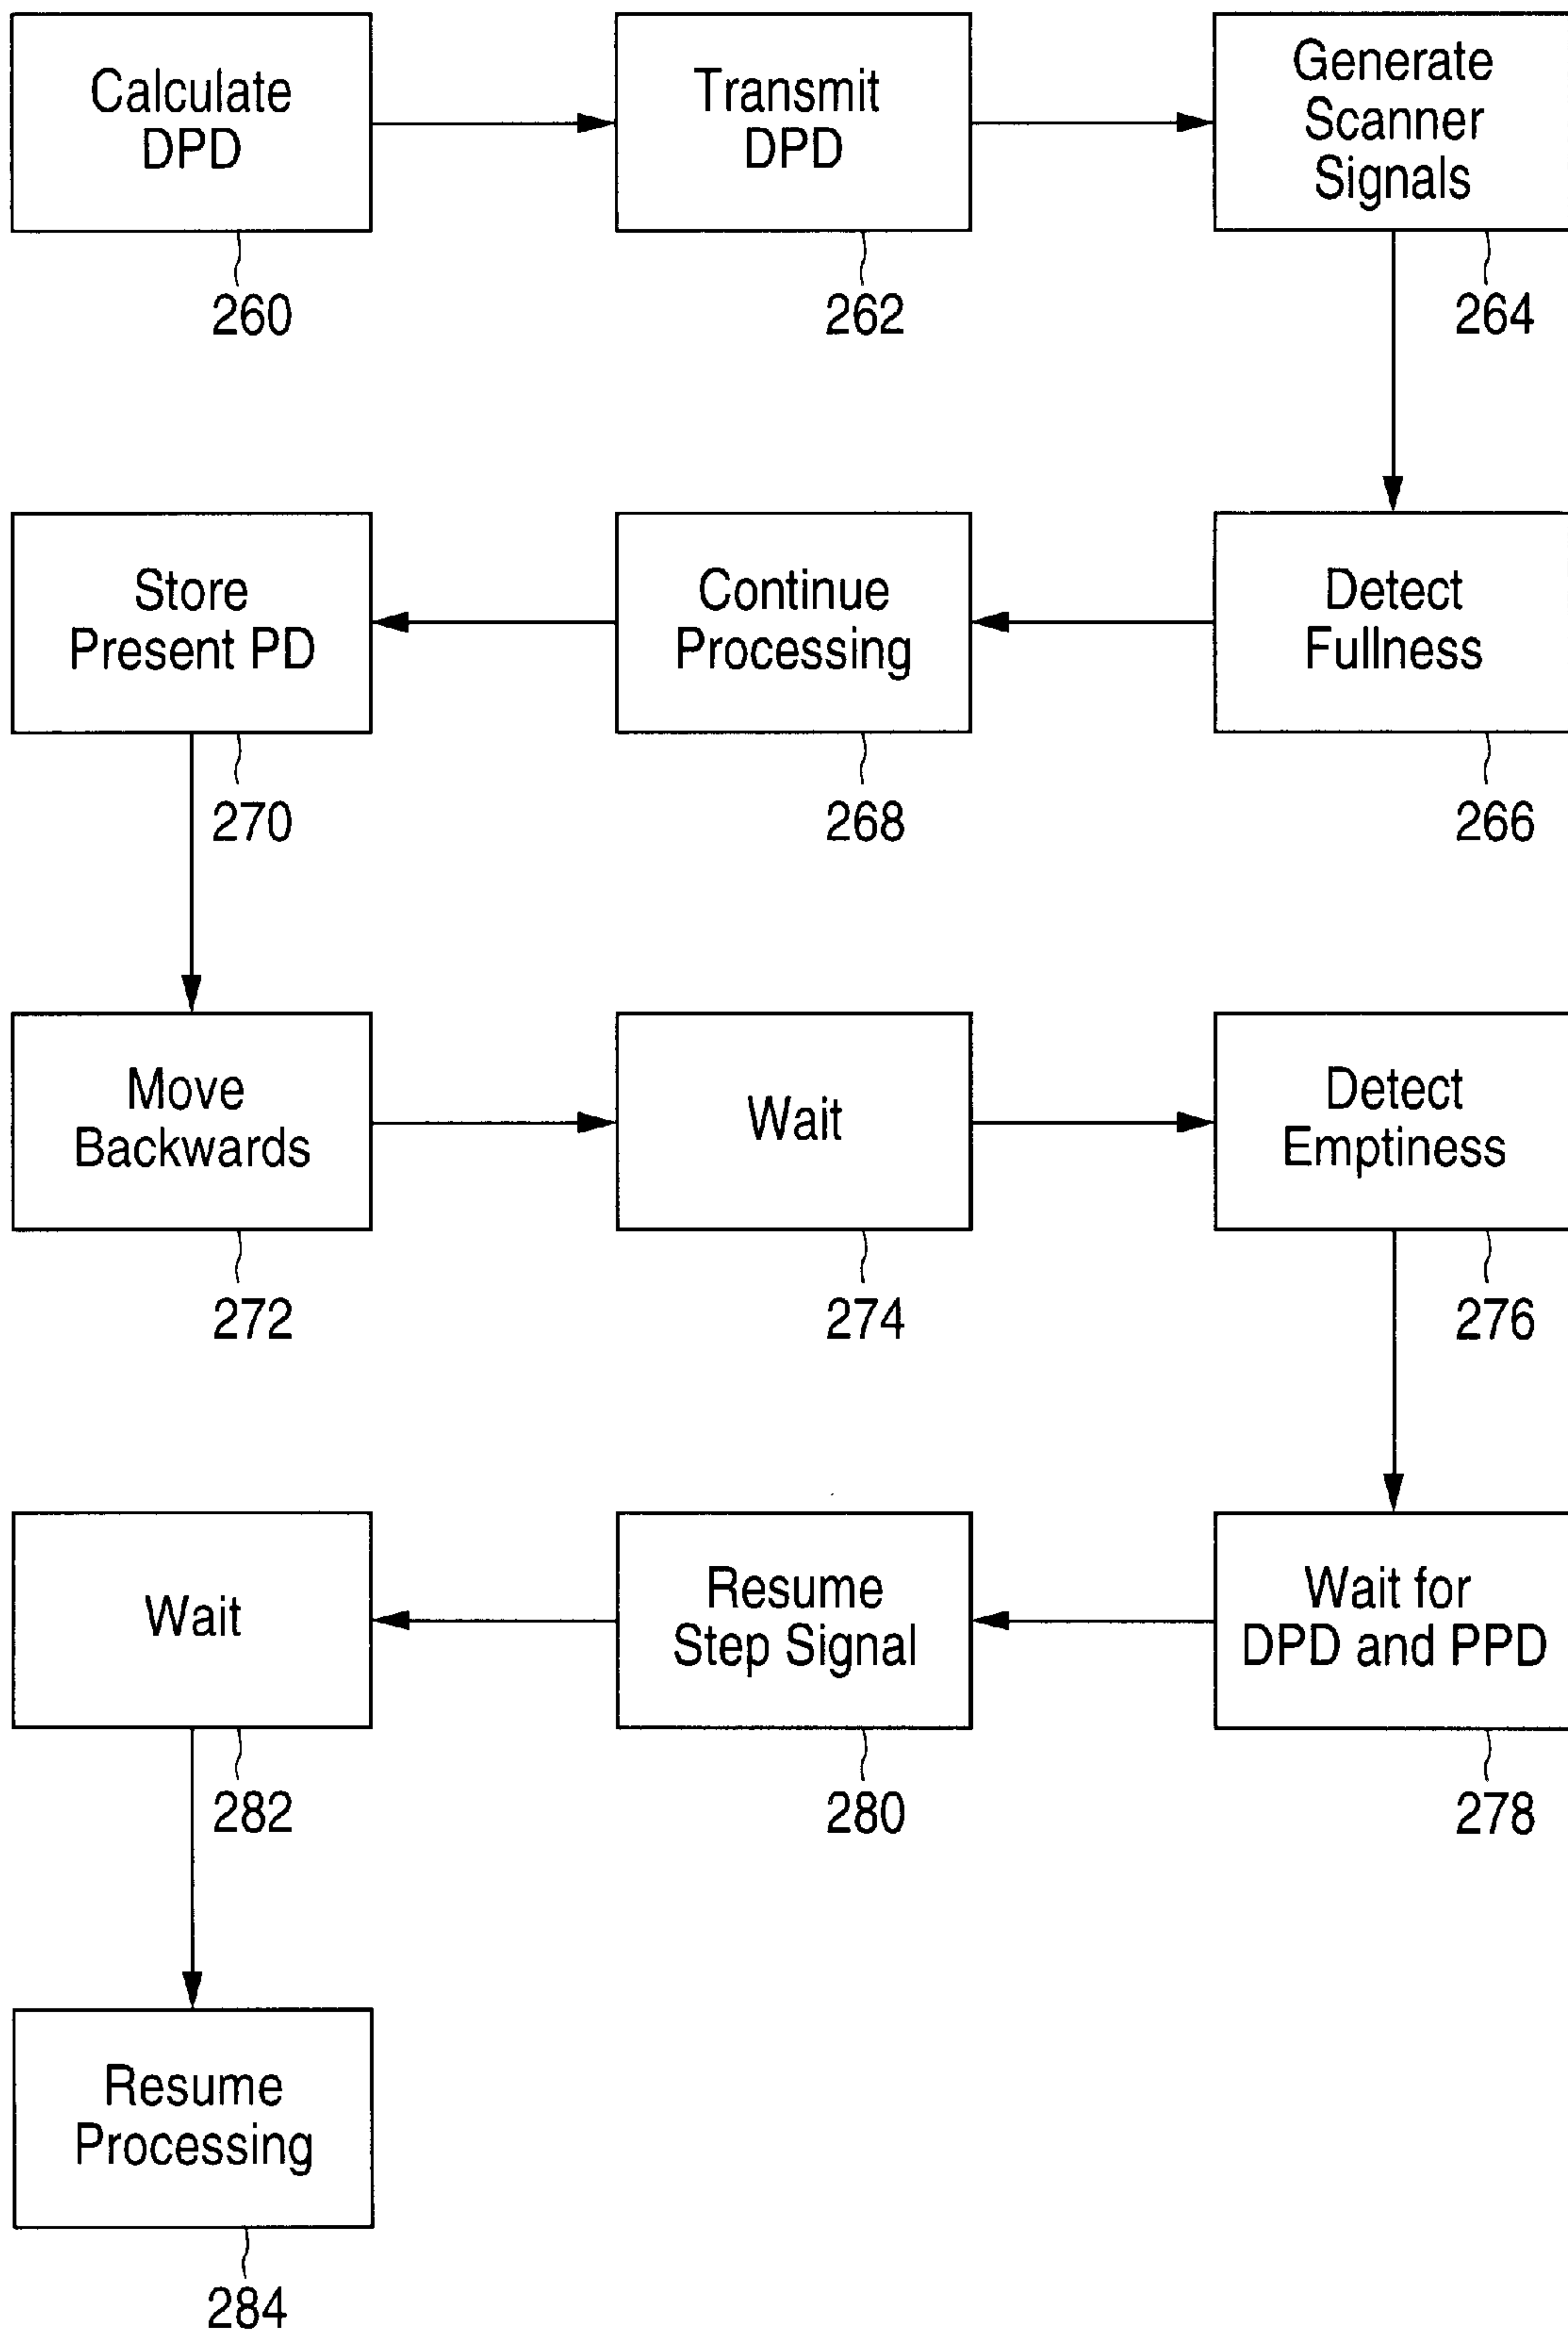 Calculate
DPD
260
Transmit
DPD
262
Generate
Scanner
Signals
264
Detect
Fullness
266
Continue
Processing
268
Store
Present PD
270
Move
Backwards
272
Wait
274
Detect
Emptiness
276
Wait for
DPD and PPD
278
Resume
Step Signal
280
Wait
282
Resume
Processing
284